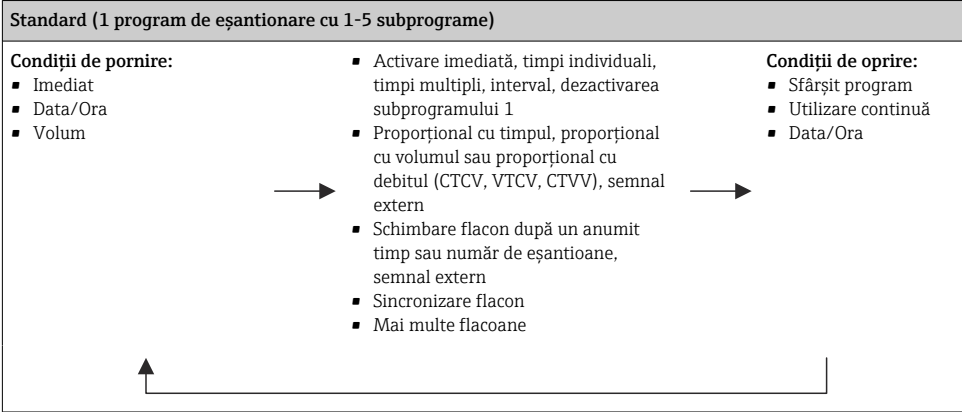 Standard (1 program de eșantionare cu 1-5 subprograme)
Condiții de pornire:
▪ Imediat
▪ Data/Ora
▪ Volum
▪ Activare imediată, timpi individuali,
timpi multipli, interval, dezactivarea
subprogramului 1
▪ Proporțional cu timpul, proporțional
cu volumul sau proporțional cu
debitul (CTCV, VTCV, CTVV), semnal
extern
▪ Schimbare flacon după un anumit
timp sau număr de eșantioane,
semnal extern
▪ Sincronizare flacon
▪ Mai multe flacoane
Condiții de oprire:
▪ Sfârșit program
▪ Utilizare continuă
▪ Data/Ora